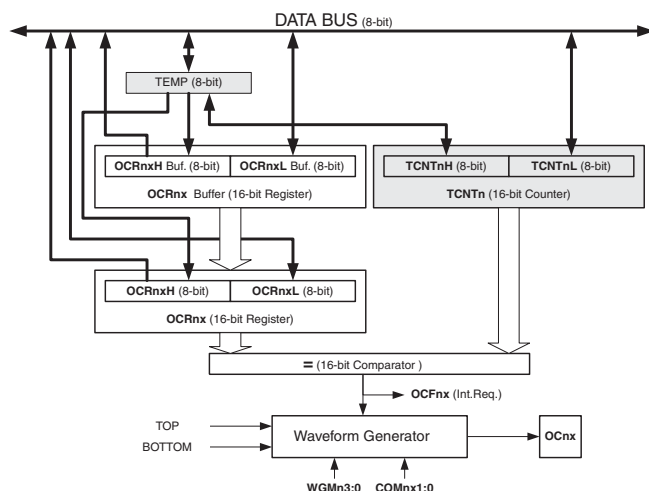 DATA BUS (8-bit)
TEMP (8-bit)
OCRnxH Buf. (8-bit) OCRnxL Buf. (8-bit)
OCRnx Buffer (16-bit Register)
TCNTnH (8-bit) TCNTnL (8-bit)
TCNTn (16-bit Counter)
OCRnxH (8-bit) OCRnxL (8-bit)
OCRnx (16-bit Register)
= (16-bit Comparator )
OCFnx (Int.Req.)
TOP
BOTTOM
Waveform Generator
OCnx
WGMn3:0 COMnx1:0